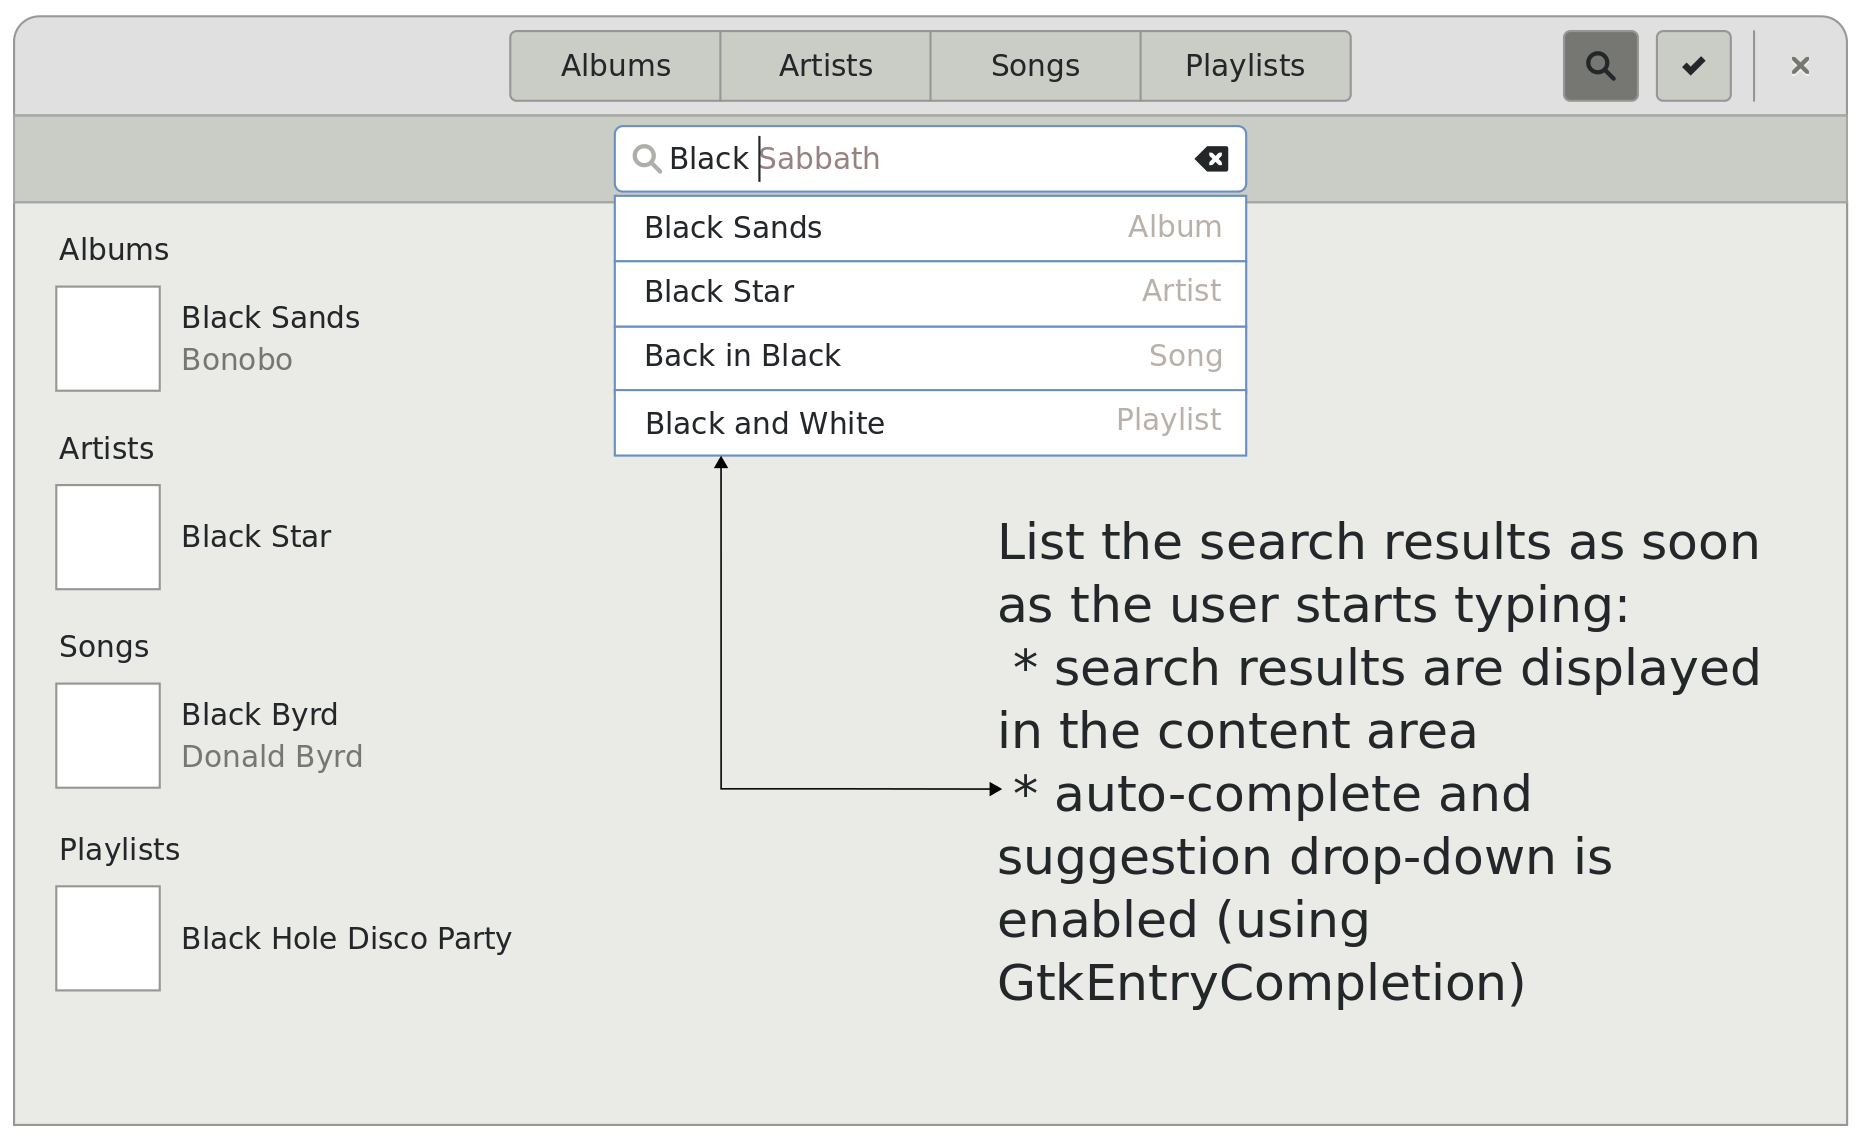 Albums Artists Songs Playlists
Black Sabbath
Black Sands Album
Black Star Artist
Back in Black Song
Black and White Playlist
Albums
Black Sands
Bonobo
Artists
Black Star
Songs
Black Byrd
Donald Byrd
Playlists
Black Hole Disco Party
List the search results as soon
as the user starts typing:
* search results are displayed
in the content area
* auto-complete and
suggestion drop-down is
enabled (using
GtkEntryCompletion)